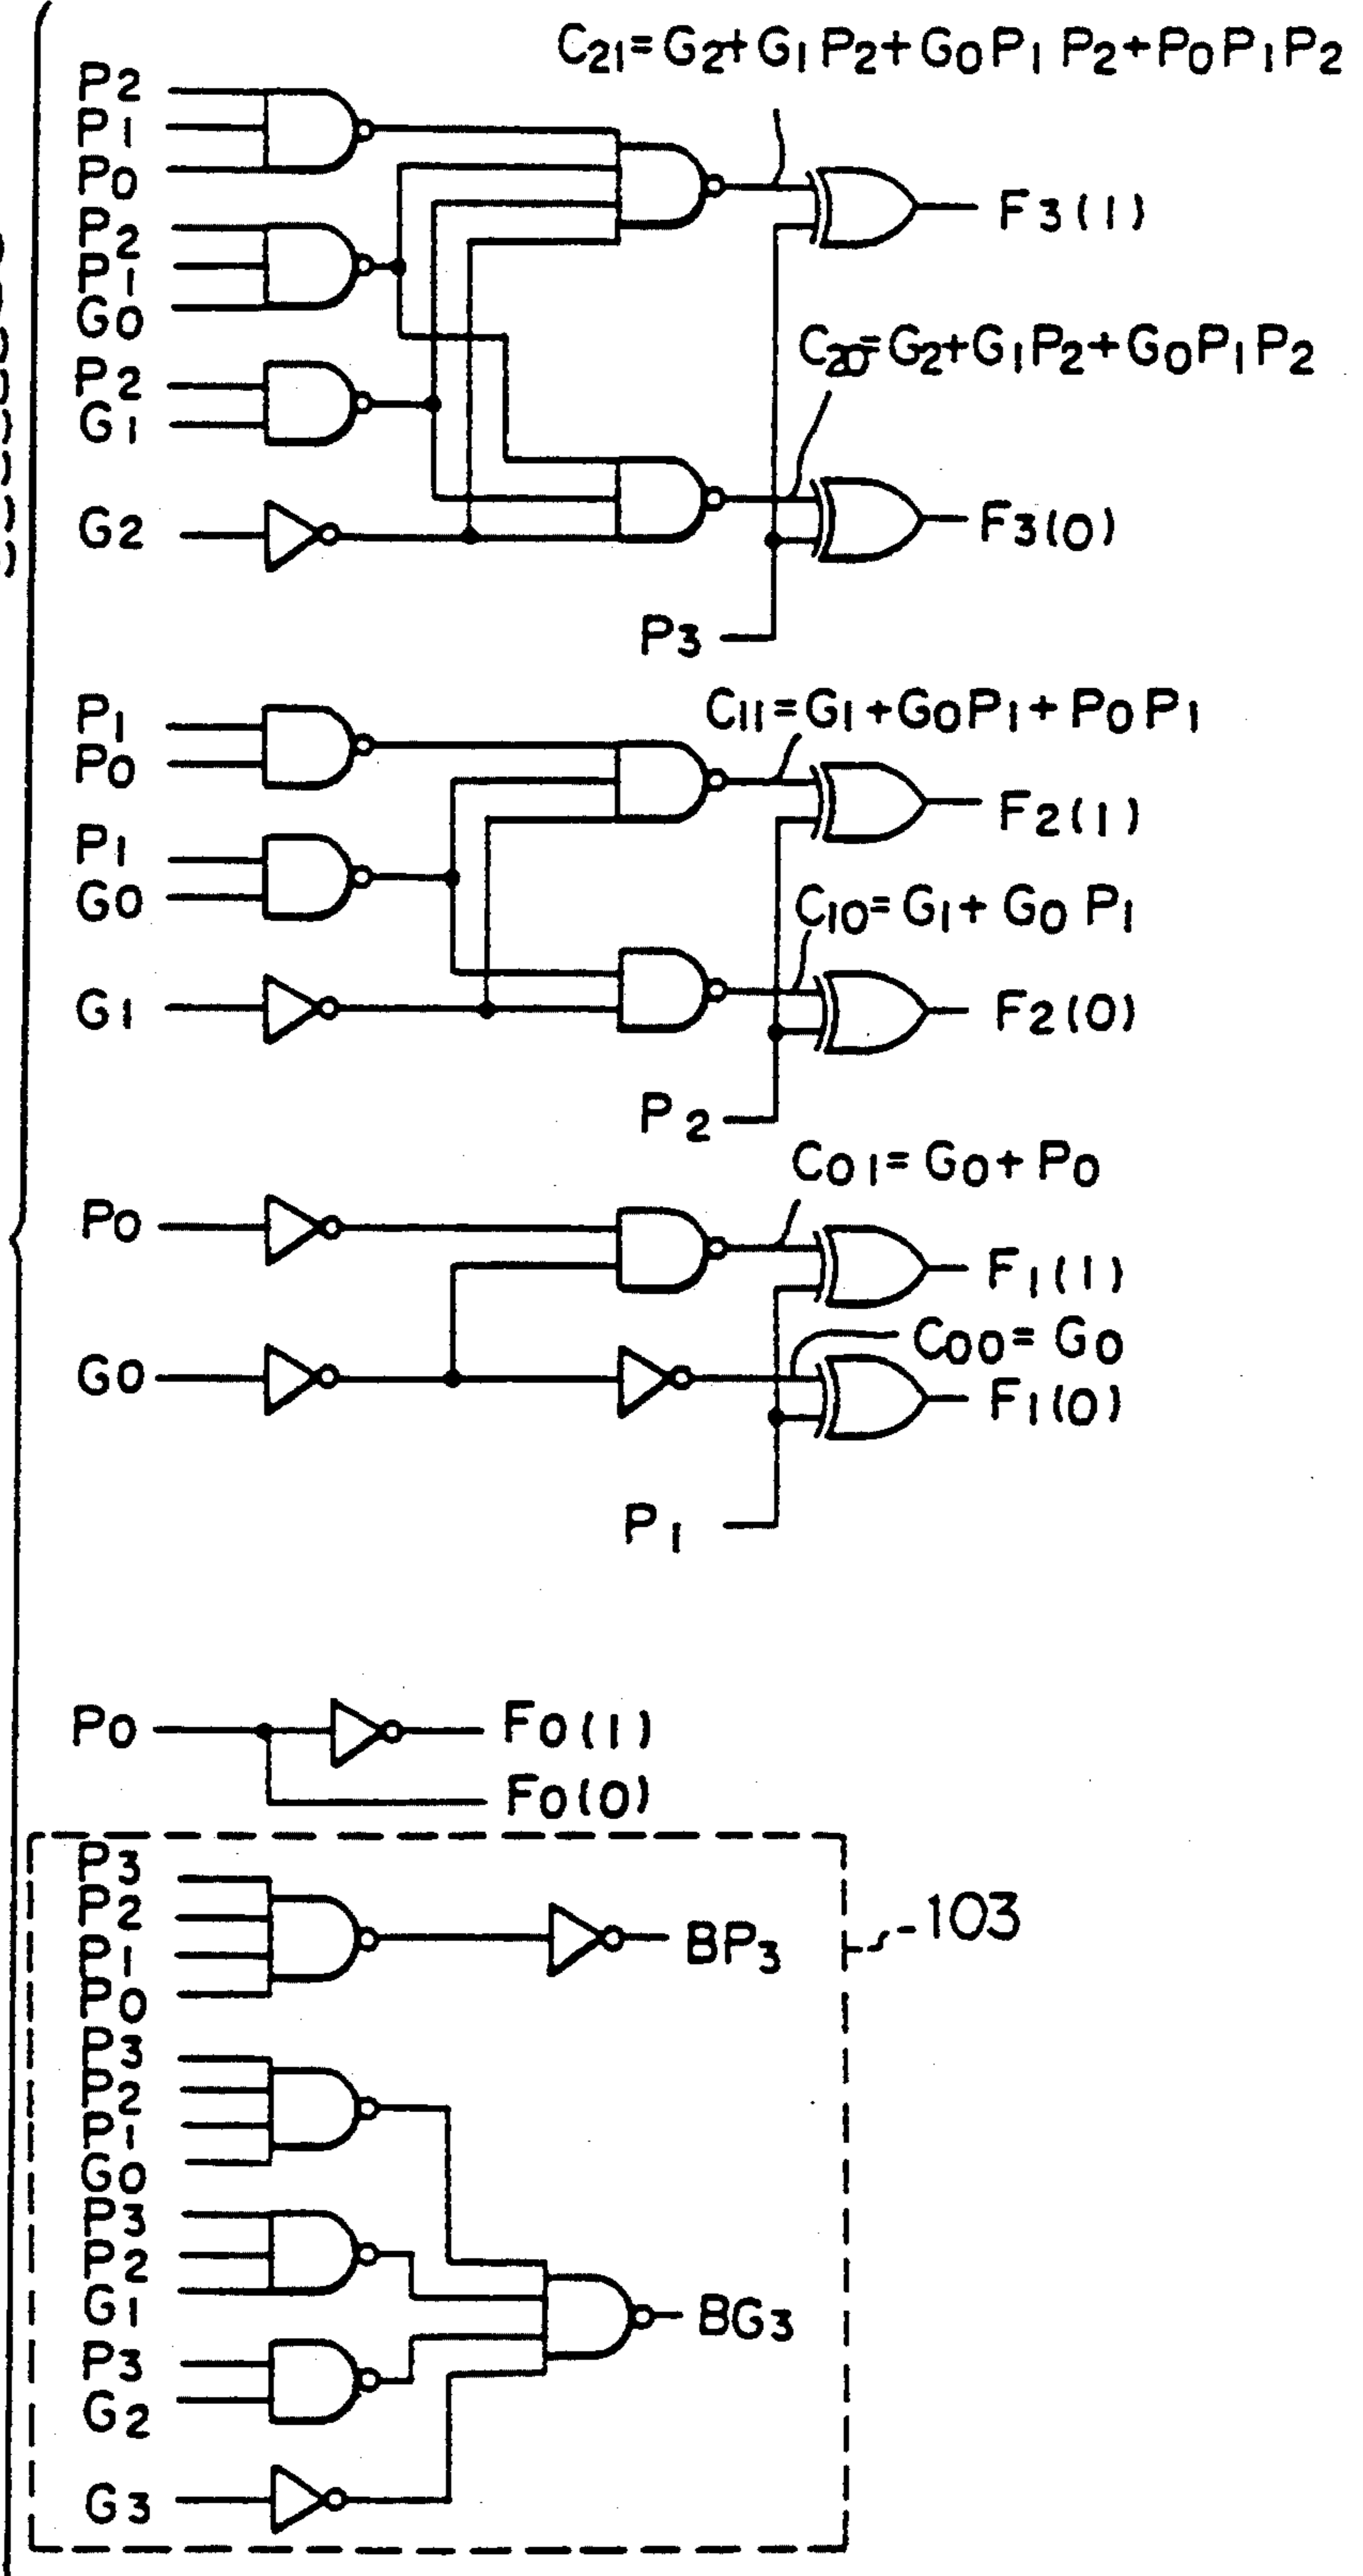 C21=G2+G1P2+G0P1P2+P0P1P2
P2
P1
P0
F3(1)
P2
P1
G0
C20=G2+G1P2+G0P1P2
P2
G1
G2
F3(0)
P3
C11=G1+G0P1+P0P1
P1
P0
F2(1)
P1
G0
C10=G1+G0P1
G1
F2(0)
P2
C01=G0+P0
P0
F1(1)
C00=G0
G0
F1(0)
P1
P0
F0(1)
F0(0)
P3
P2
P1
P0
BP3
103
P3
P2
P1
G0
P3
P2
G1
BG3
P3
G2
G3